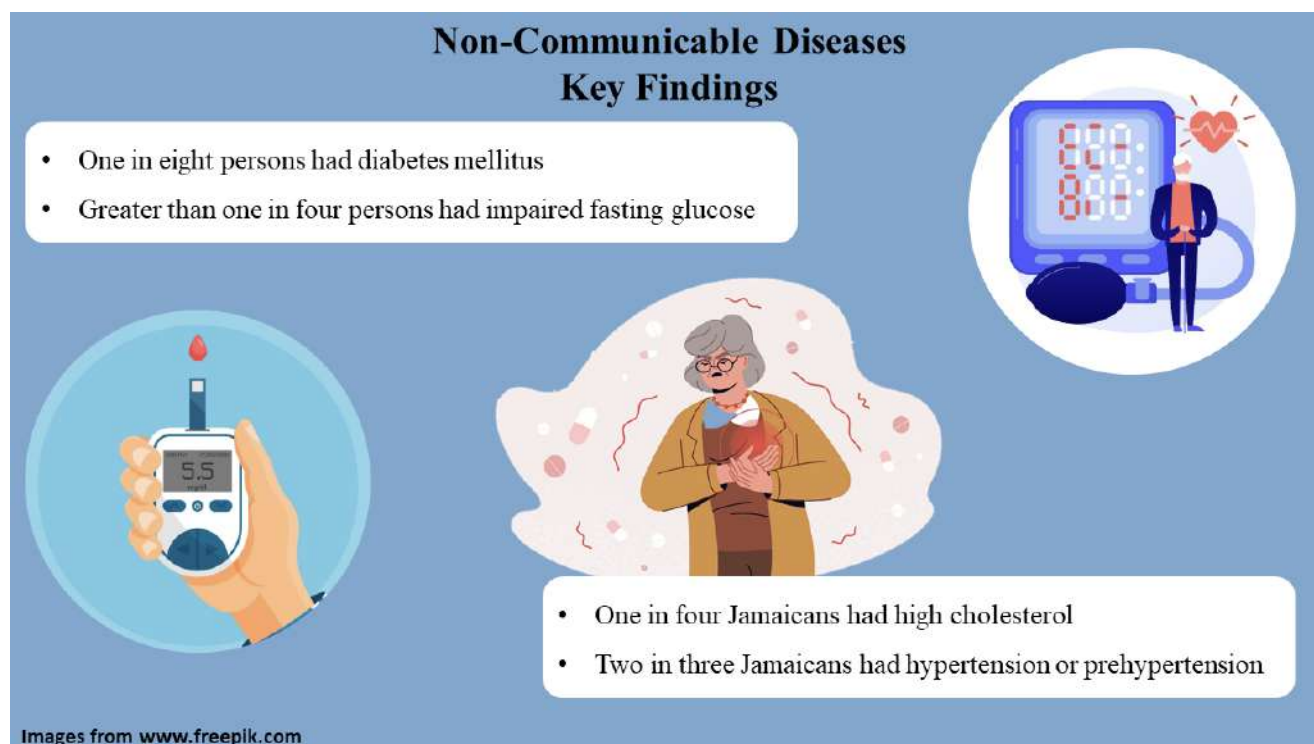 Non-Communicable Diseases
Key Findings
• One in eight persons had diabetes mellitus
• Greater than one in four persons had impaired fasting glucose
5.5
• One in four Jamaicans had high cholesterol
• Two in three Jamaicans had hypertension or prehypertension
Images from www.freepik.com